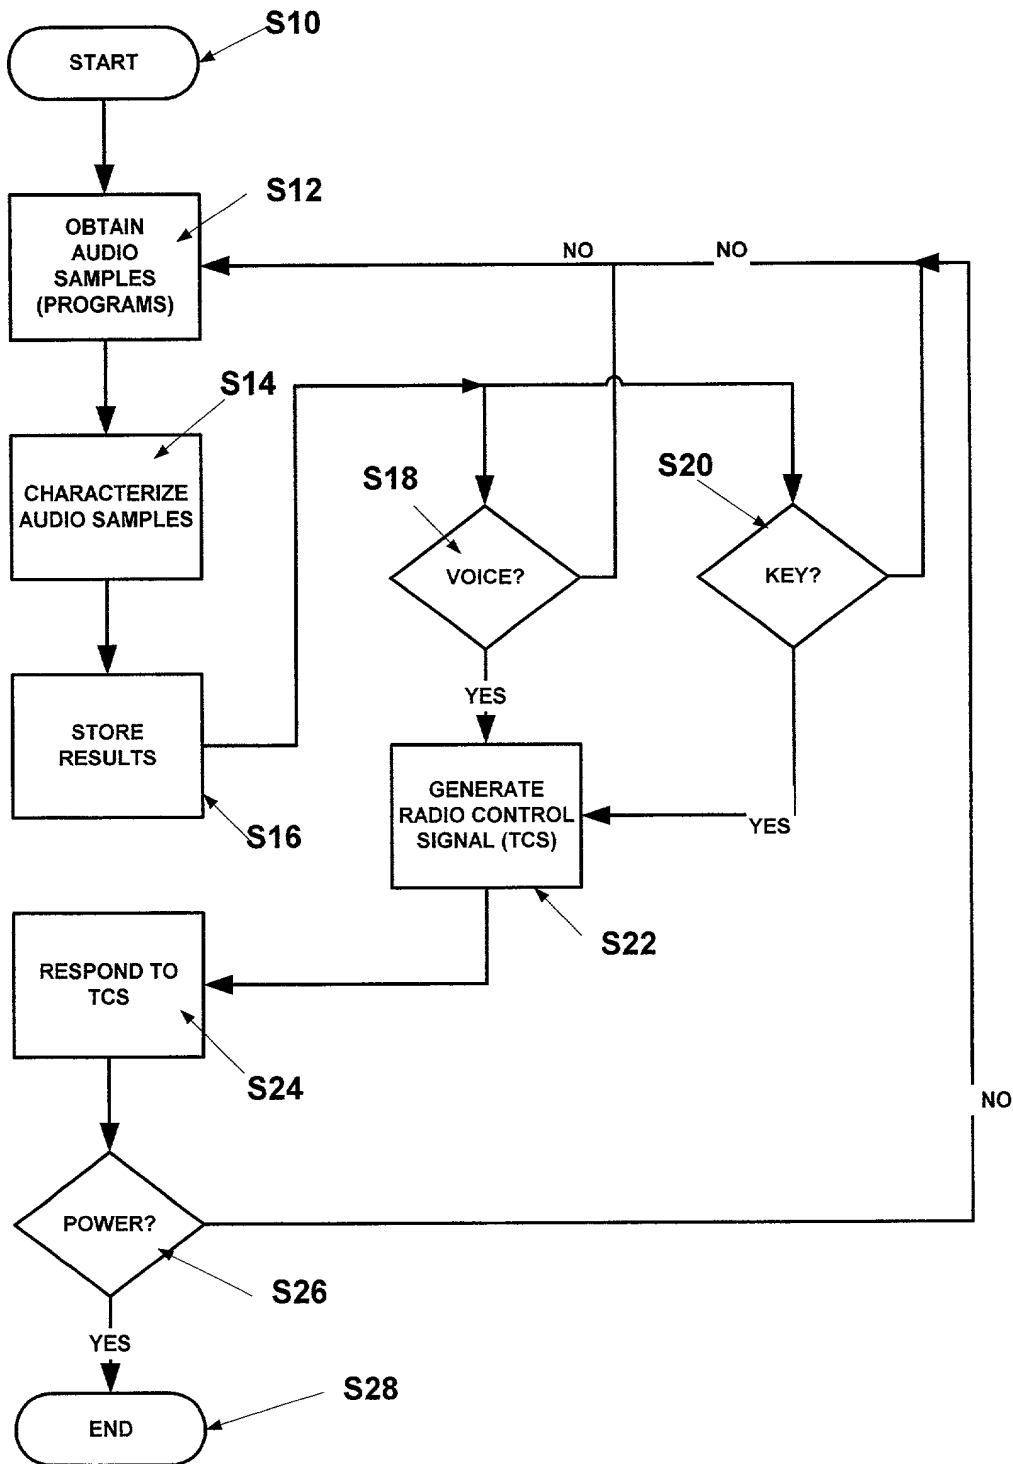 S10
START
S12
OBTAIN
AUDIO
SAMPLES
(PROGRAMS)
NO
NO
S14
CHARACTERIZE
AUDIO SAMPLES
S18
VOICE?
S20
KEY?
YES
STORE
RESULTS
S16
GENERATE
RADIO CONTROL
SIGNAL (TCS)
YES
S22
RESPOND TO
TCS
S24
NO
POWER?
S26
YES
END
S28